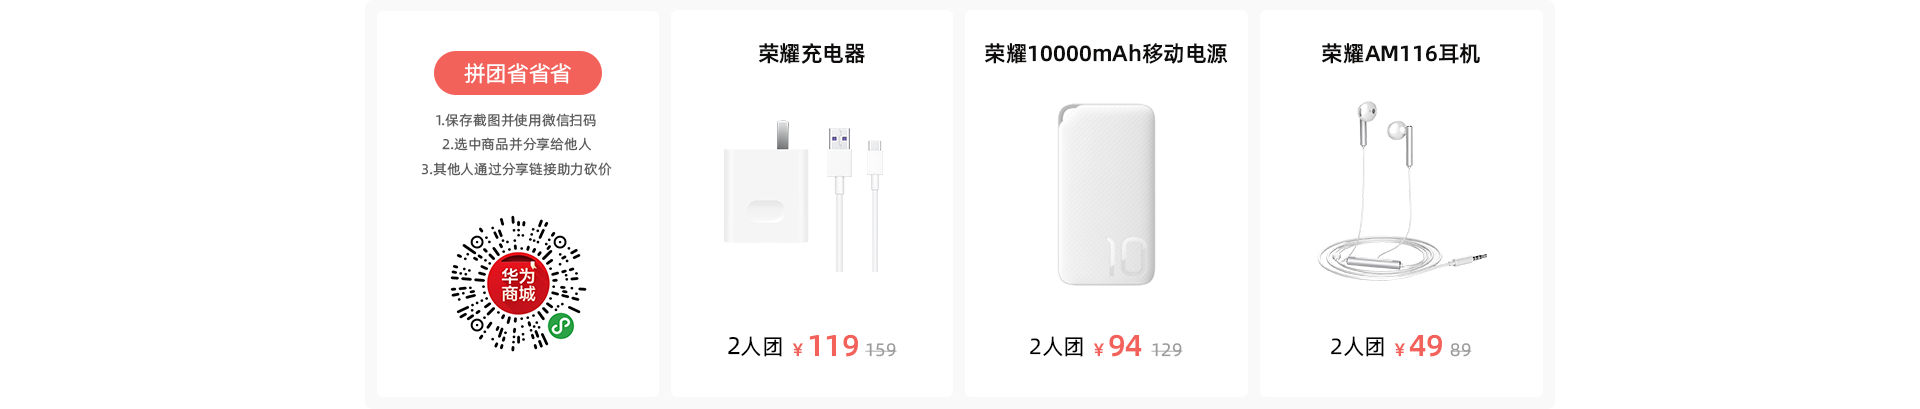 拼团省省省
1.保存截图并使用微信扫码
2.选中商品并分享给他人
3.其他人通过分享链接助力砍价
华为
商城
荣耀充电器
2人团 ¥119 159
荣耀10000mAh移动电源
10
2人团 ¥94 129
荣耀AM116耳机
2人团 ¥49 89